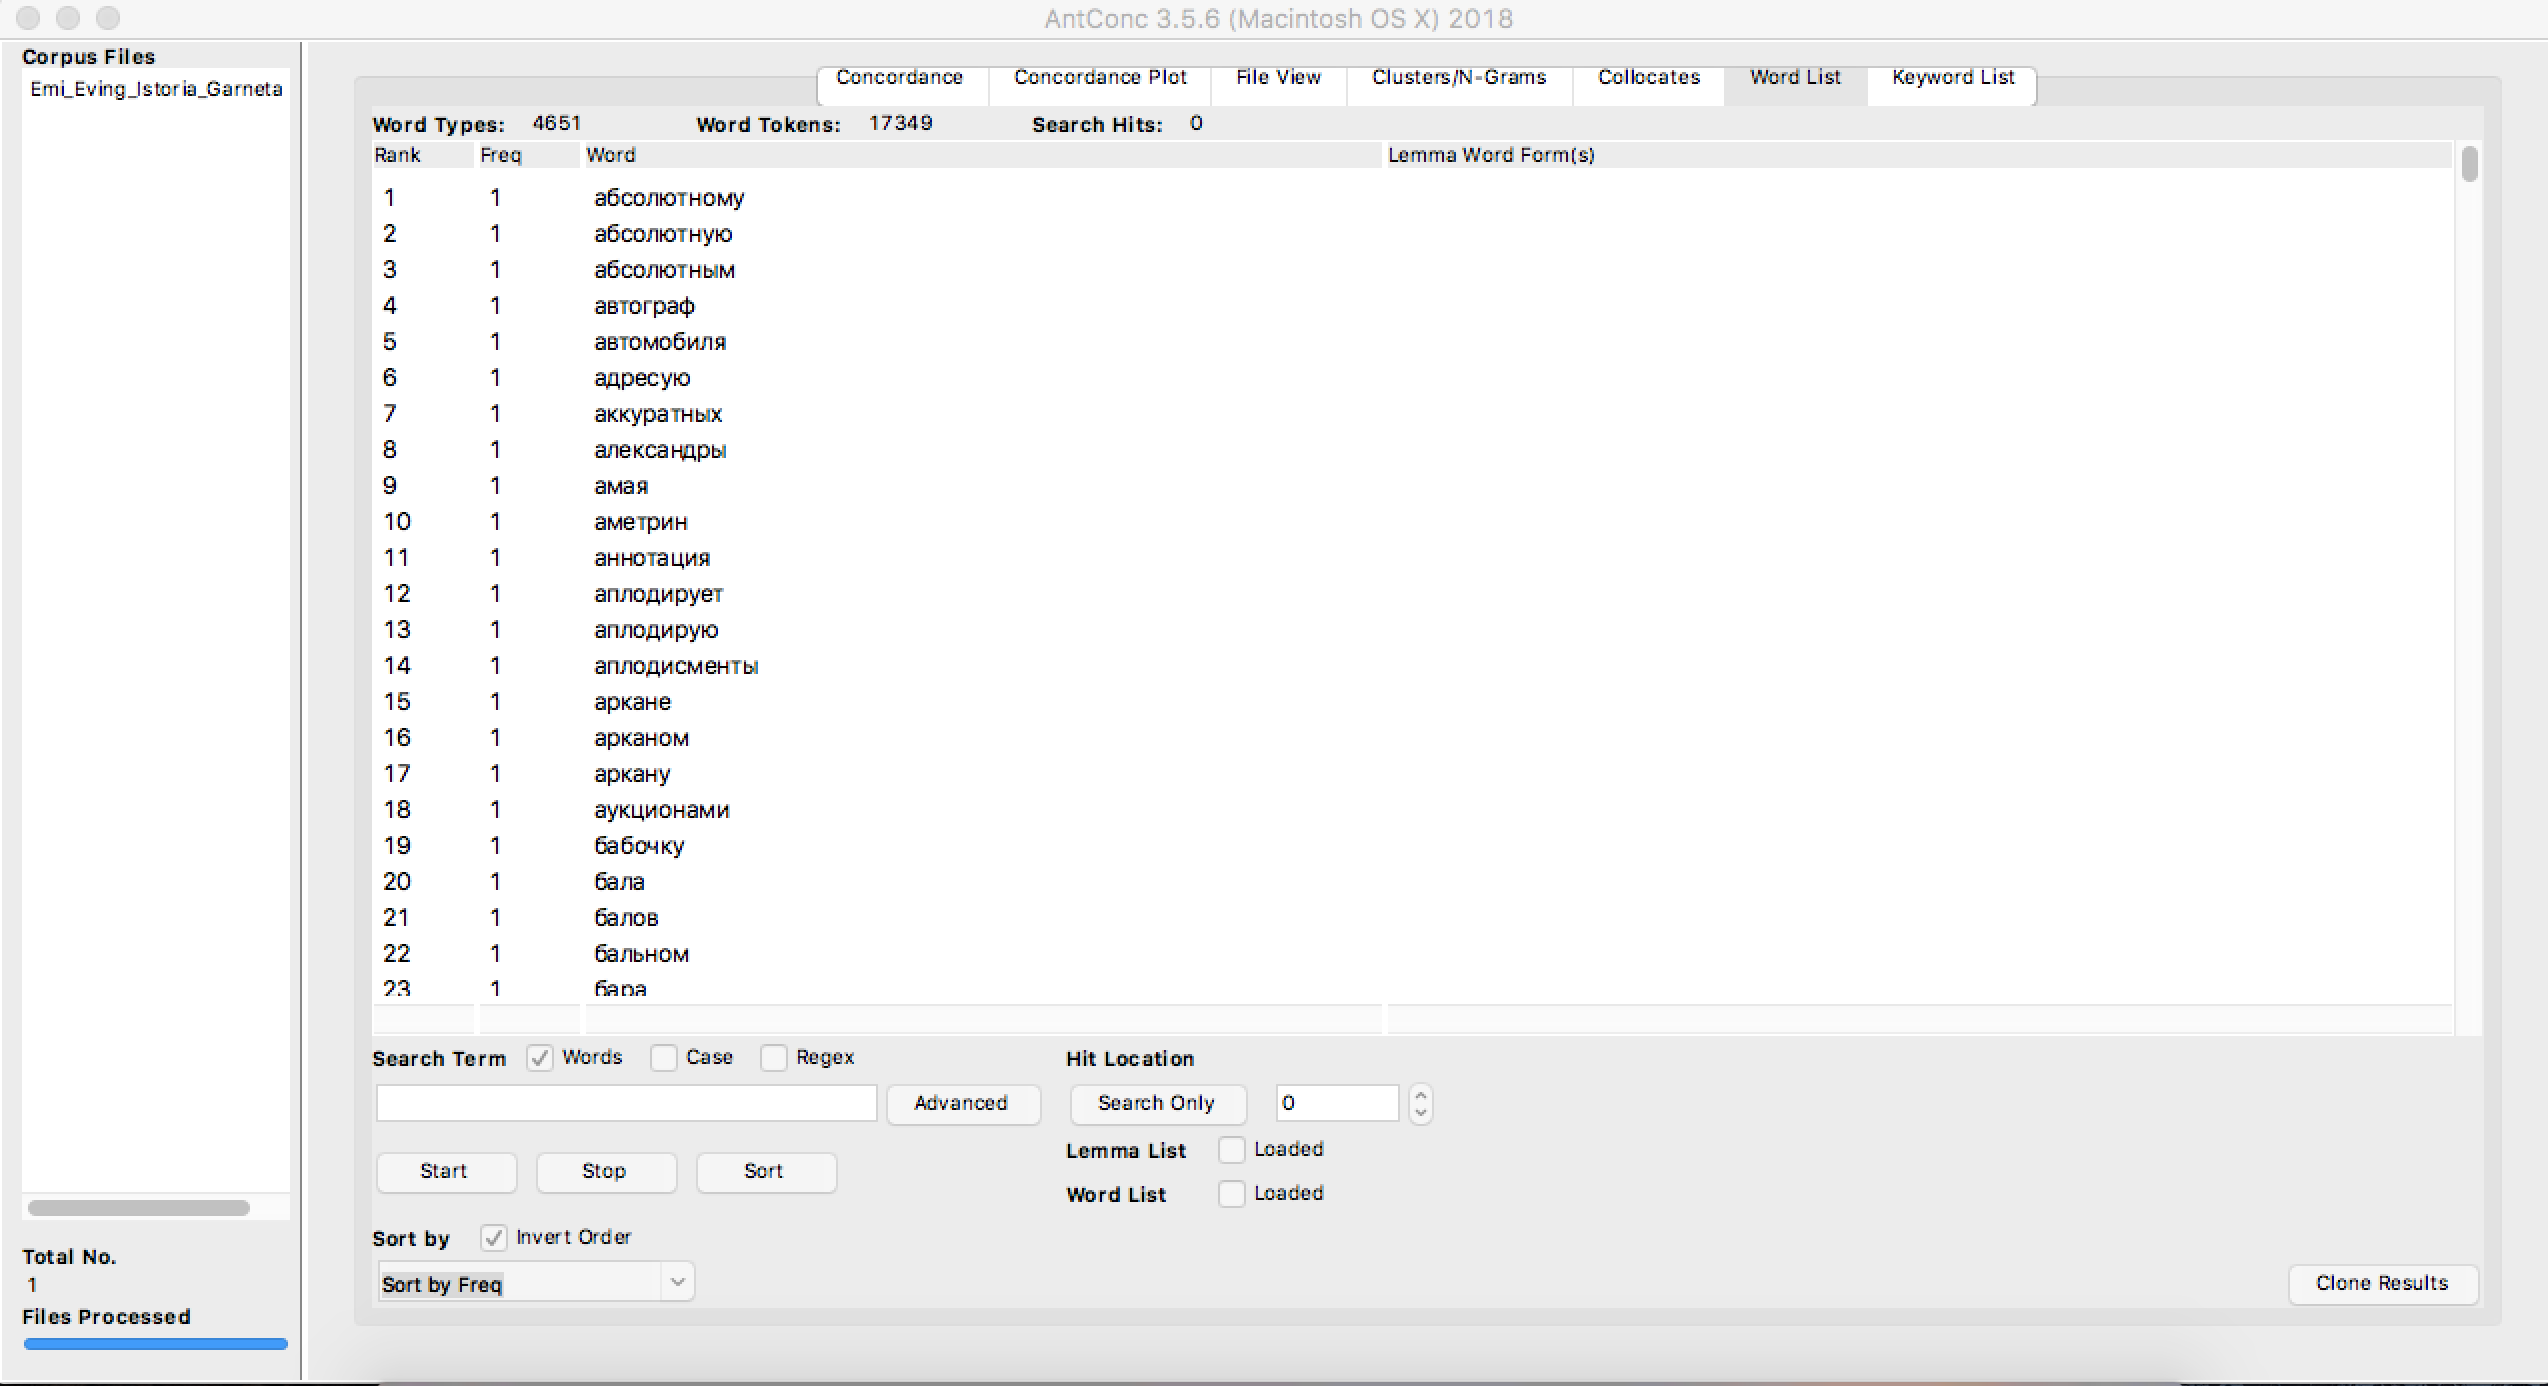 AntConc 3.5.6 (Macintosh OS X) 2018
Corpus Files
Emi_Eving_Istoria_Garneta
Concordance Concordance Plot File View Clusters/N-Grams Collocates Word List Keyword List
Word Types: 4651 Word Tokens: 17349 Search Hits: 0
Rank Freq Word Lemma Word Form(s)
1 1 абсолютному
2 1 абсолютную
3 1 абсолютным
4 1 автограф
5 1 автомобиля
6 1 адресую
7 1 аккуратных
8 1 александры
9 1 амая
10 1 аметрин
11 1 аннотация
12 1 аплодирует
13 1 аплодирую
14 1 аплодисменты
15 1 аркане
16 1 арканом
17 1 аркану
18 1 аукционами
19 1 бабочку
20 1 бала
21 1 балов
22 1 бальном
23 1 бара
Search Term Words Case Regex Hit Location
Advanced Search Only 0
Lemma List Loaded
Start Stop Sort
Word List Loaded
Sort by Invert Order
Sort by Freq
Clone Results
Total No.
1
Files Processed